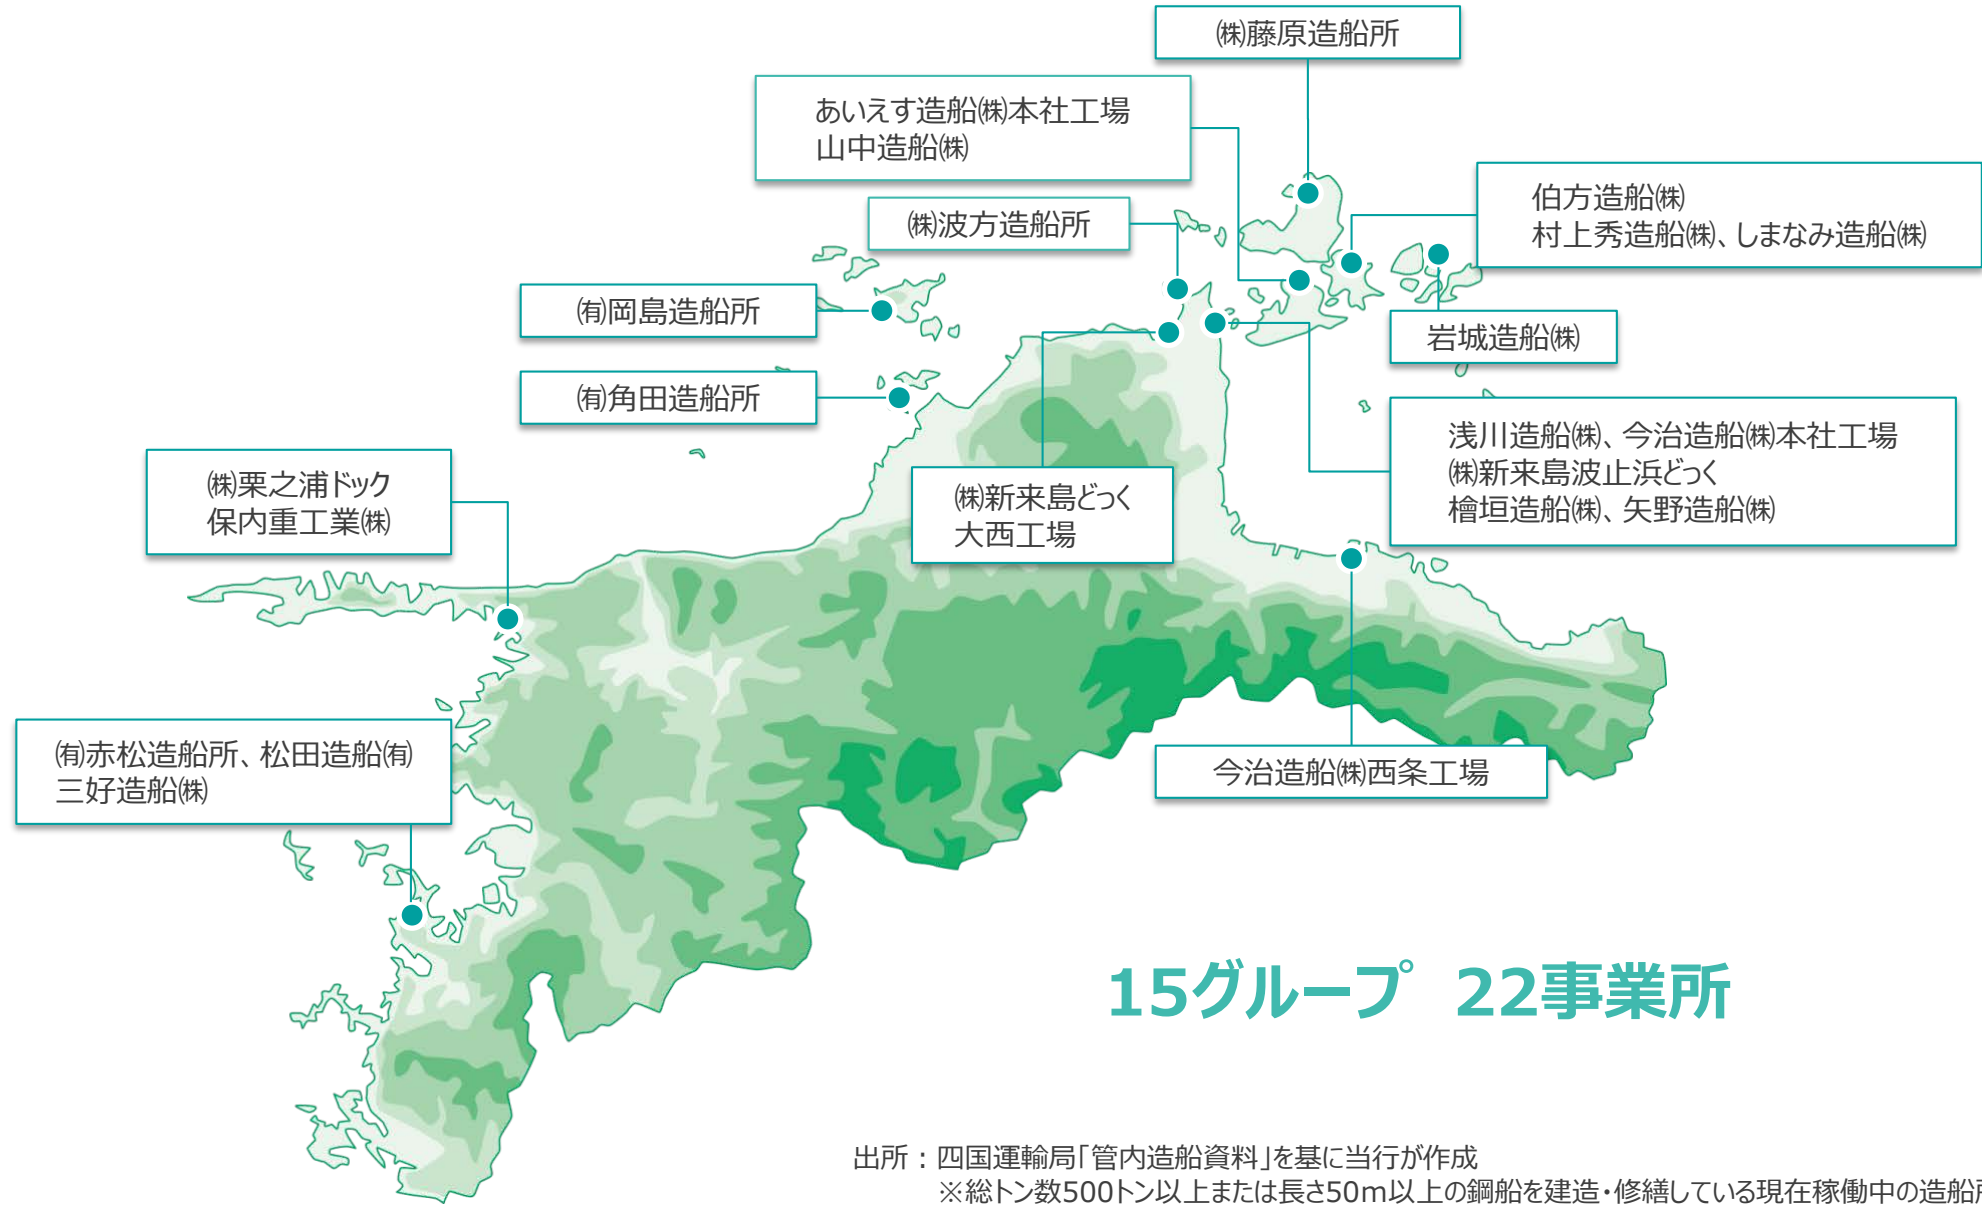 ㈱藤原造船所
あいえす造船㈱本社工場
山中造船㈱
伯方造船㈱
村上秀造船㈱、しまなみ造船㈱
㈱波方造船所
㈲岡島造船所
岩城造船㈱
㈲角田造船所
浅川造船㈱、今治造船㈱本社工場
㈱新来島波止浜どっく
檜垣造船㈱、矢野造船㈱
㈱栗之浦ドック
保内重工業㈱
㈱新来島どっく
大西工場
㈲赤松造船所、松田造船㈲
三好造船㈱
今治造船㈱西条工場
15グループ 22事業所
出所：四国運輸局「管内造船資料」を基に当行が作成
※総トン数500トン以上または長さ50m以上の鋼船を建造・修繕している現在稼働中の造船所